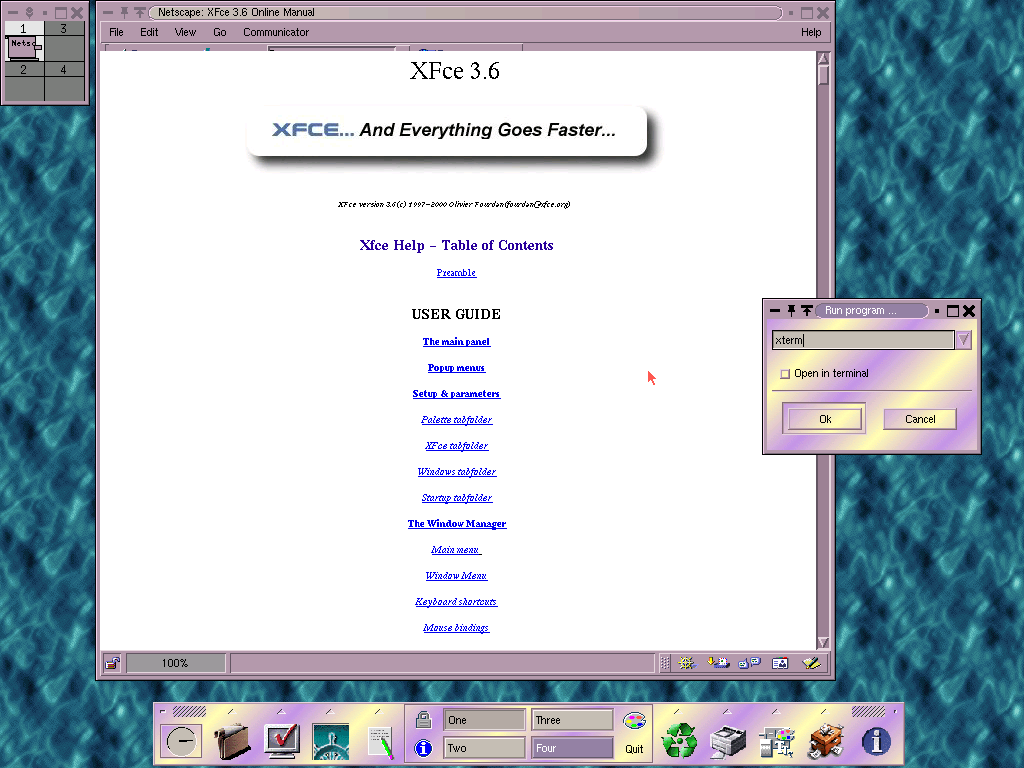 1
3
Nets
2
4
Netscape: XFce 3.6 Online Manual
File Edit View Go Communicator Help
XFce 3.6
XFCE... And Everything Goes Faster...
XFce version 3.6 (c) 1997-2000 Olivier Fourdan(fourdan@xfce.org)
Xfce Help – Table of Contents
Preamble
USER GUIDE
The main panel
Popup menus
Setup & parameters
Palette tabfolder
XFce tabfolder
Windows tabfolder
Startup tabfolder
The Window Manager
Main menu
Window Menu
Keyboard shortcuts
Mouse bindings
100%
Run program ...
xterm
Open in terminal
Ok Cancel
One Three
Two Four Quit